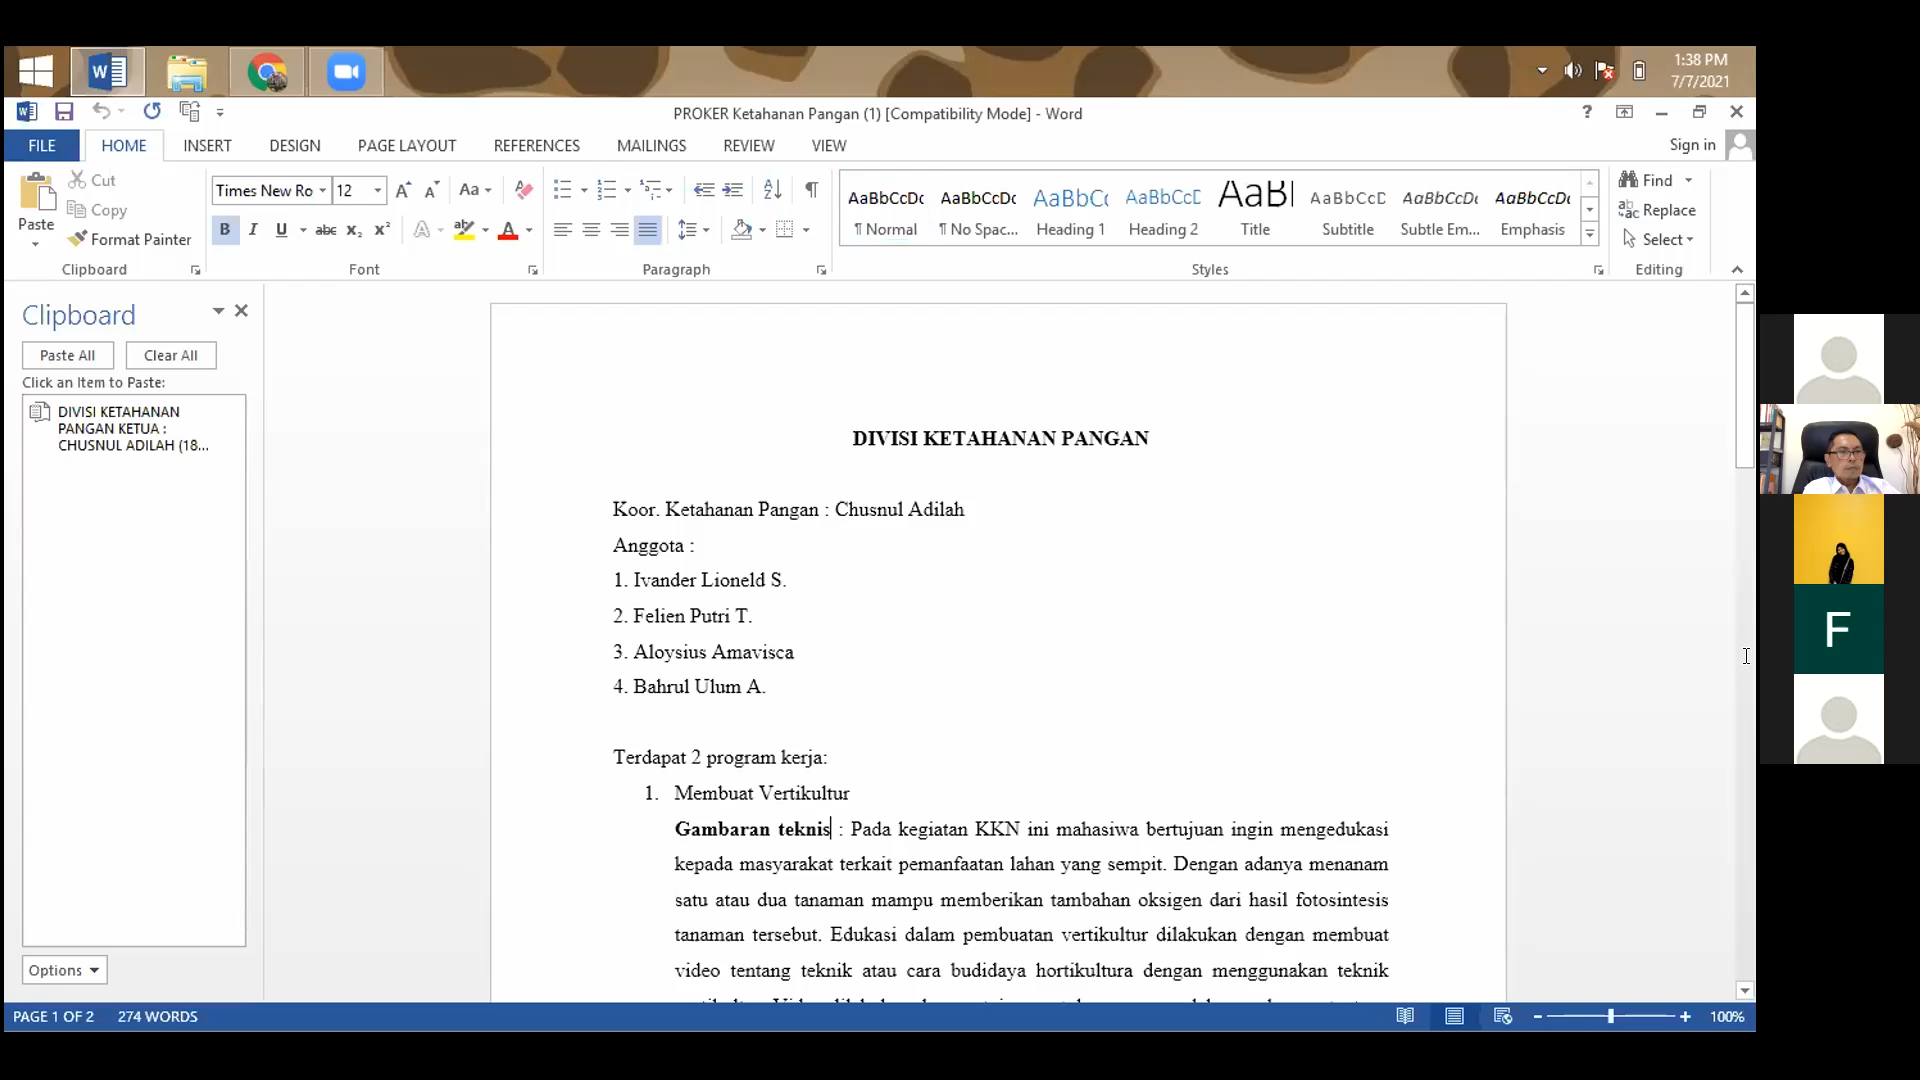 1:38 PM
7/7/2021
PROKER Ketahanan Pangan (1) [Compatibility Mode] - Word
FILE HOME INSERT DESIGN PAGE LAYOUT REFERENCES MAILINGS REVIEW VIEW Sign in
Cut
Copy
Format Painter
Paste
Clipboard
Times New Ro 12
Font
Paragraph
AaBbCcDc AaBbCcDc AaBbC( AaBbCcD AaB AaBbCcD AaBbCcDc AaBbCcDc
¶ Normal ¶ No Spac... Heading 1 Heading 2 Title Subtitle Subtle Em... Emphasis
Styles
Find
Replace
Select
Editing
Clipboard
Paste All Clear All
Click an Item to Paste:
DIVISI KETAHANAN
PANGAN KETUA :
CHUSNUL ADILAH (18...
Options
DIVISI KETAHANAN PANGAN
Koor. Ketahanan Pangan : Chusnul Adilah
Anggota :
1. Ivander Lioneld S.
2. Felien Putri T.
3. Aloysius Amavisca
4. Bahrul Ulum A.
Terdapat 2 program kerja:
1. Membuat Vertikultur
Gambaran teknis : Pada kegiatan KKN ini mahasiwa bertujuan ingin mengedukasi
kepada masyarakat terkait pemanfaatan lahan yang sempit. Dengan adanya menanam
satu atau dua tanaman mampu memberikan tambahan oksigen dari hasil fotosintesis
tanaman tersebut. Edukasi dalam pembuatan vertikultur dilakukan dengan membuat
video tentang teknik atau cara budidaya hortikultura dengan menggunakan teknik
PAGE 1 OF 2 274 WORDS 100%
F